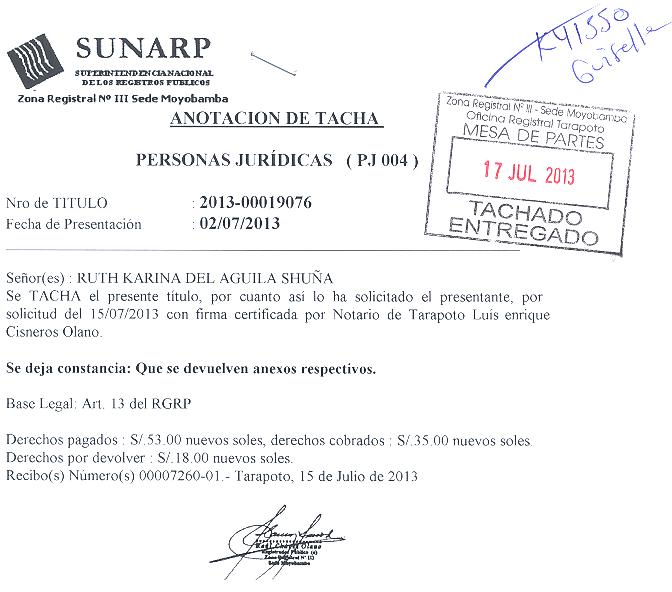 K41550
Giselle
SUNARP
SUPERINTENDENCIA NACIONAL
DE LOS REGISTROS PUBLICOS
Zona Registral Nº III Sede Moyobamba
ANOTACION DE TACHA
Zona Registral Nº III - Sede Moyobamba
Oficina Registral Tarapoto
MESA DE PARTES
17 JUL 2013
TACHADO
ENTREGADO
PERSONAS JURÍDICAS ( PJ 004 )
Nro de TITULO : 2013-00019076
Fecha de Presentación : 02/07/2013
Señor(es) : RUTH KARINA DEL AGUILA SHUÑA
Se TACHA el presente título, por cuanto así lo ha solicitado el presentante, por
solicitud del 15/07/2013 con firma certificada por Notario de Tarapoto Luís enrique
Cisneros Olano.
Se deja constancia: Que se devuelven anexos respectivos.
Base Legal: Art. 13 del RGRP
Derechos pagados : S/.53.00 nuevos soles, derechos cobrados : S/.35.00 nuevos soles.
Derechos por devolver : S/.18.00 nuevos soles.
Recibo(s) Número(s) 00007260-01.- Tarapoto, 15 de Julio de 2013
Olano
Registrador Público (e)
Zona Registral Nº III
Sede Moyobamba